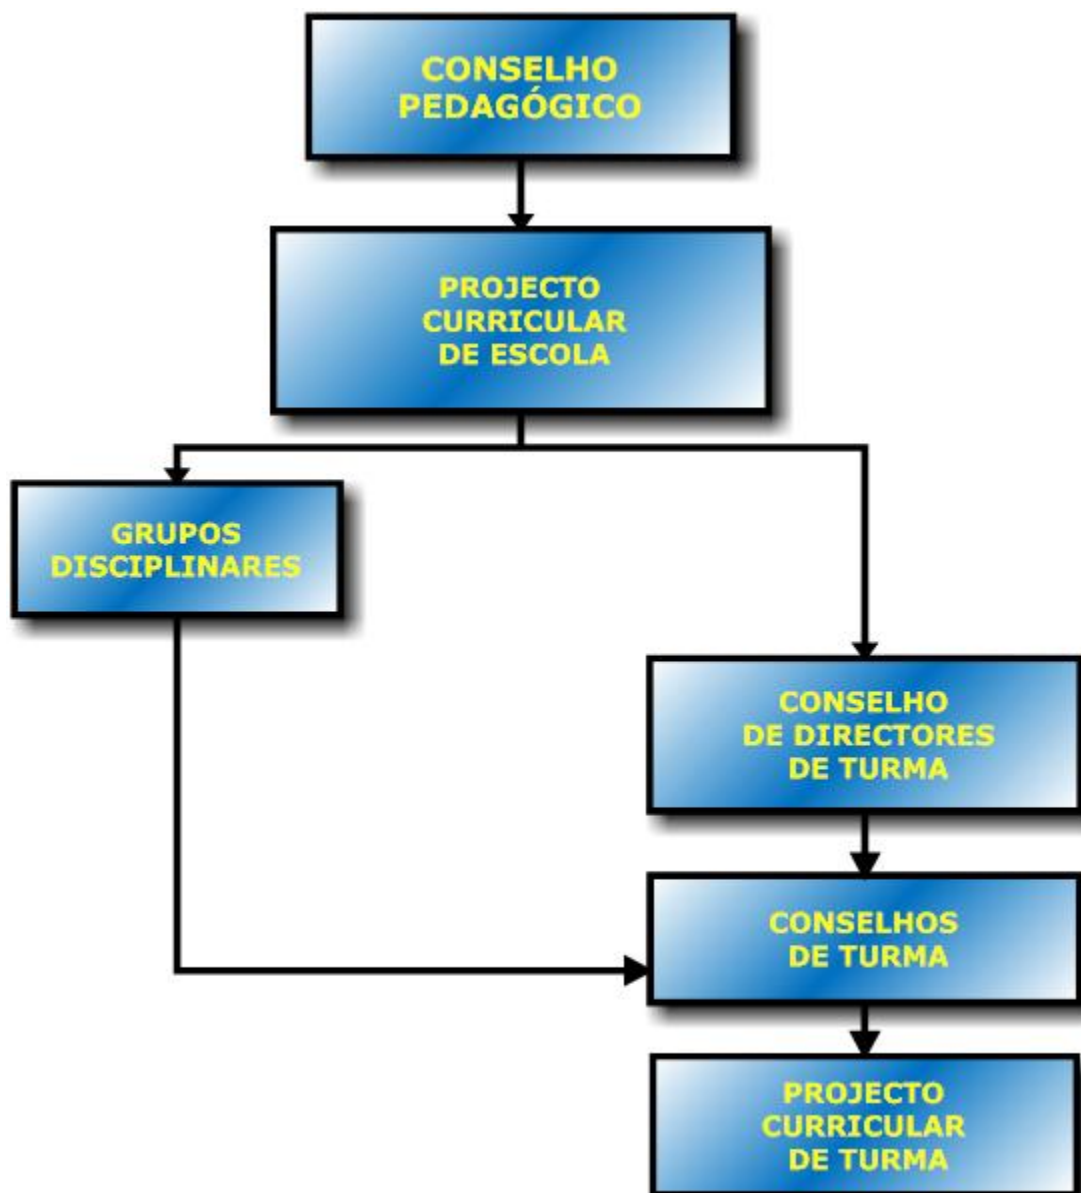 CONSELHO
PEDAGÓGICO
PROJECTO
CURRICULAR
DE ESCOLA
GRUPOS
DISCIPLINARES
CONSELHO
DE DIRECTORES
DE TURMA
CONSELHOS
DE TURMA
PROJECTO
CURRICULAR
DE TURMA